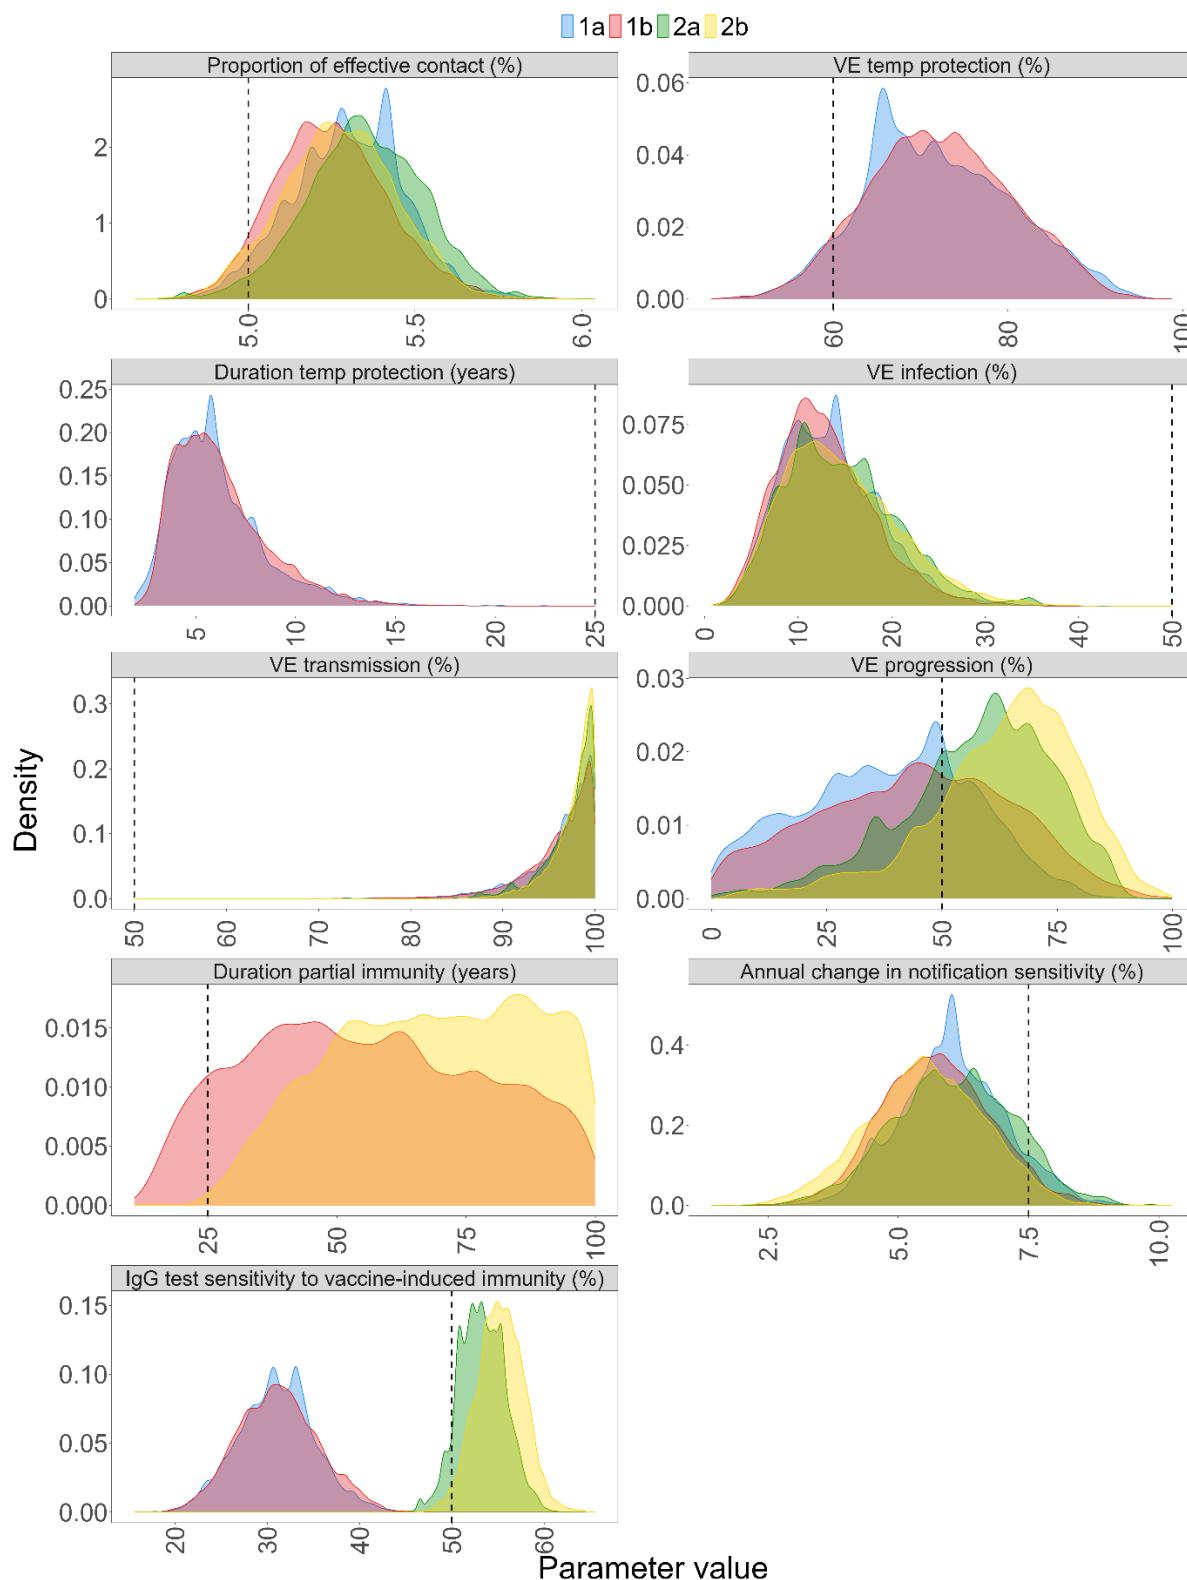 1a 1b 2a 2b
Proportion of effective contact (%)
2
1
0
5.0 5.5 6.0
VE temp protection (%)
0.06
0.04
0.02
0.00
60 80 100
Duration temp protection (years)
0.25
0.20
0.15
0.10
0.05
0.00
5 10 15 20 25
VE infection (%)
0.075
0.050
0.025
0.000
0 10 20 30 40 50
VE transmission (%)
0.3
0.2
0.1
0.0
50 60 70 80 90 100
VE progression (%)
0.03
0.02
0.01
0.00
0 25 50 75 100
Density
Duration partial immunity (years)
0.015
0.010
0.005
0.000
25 50 75 100
Annual change in notification sensitivity (%)
0.4
0.2
0.0
2.5 5.0 7.5 10.0
IgG test sensitivity to vaccine-induced immunity (%)
0.15
0.10
0.05
0.00
20 30 40 50 60
Parameter value